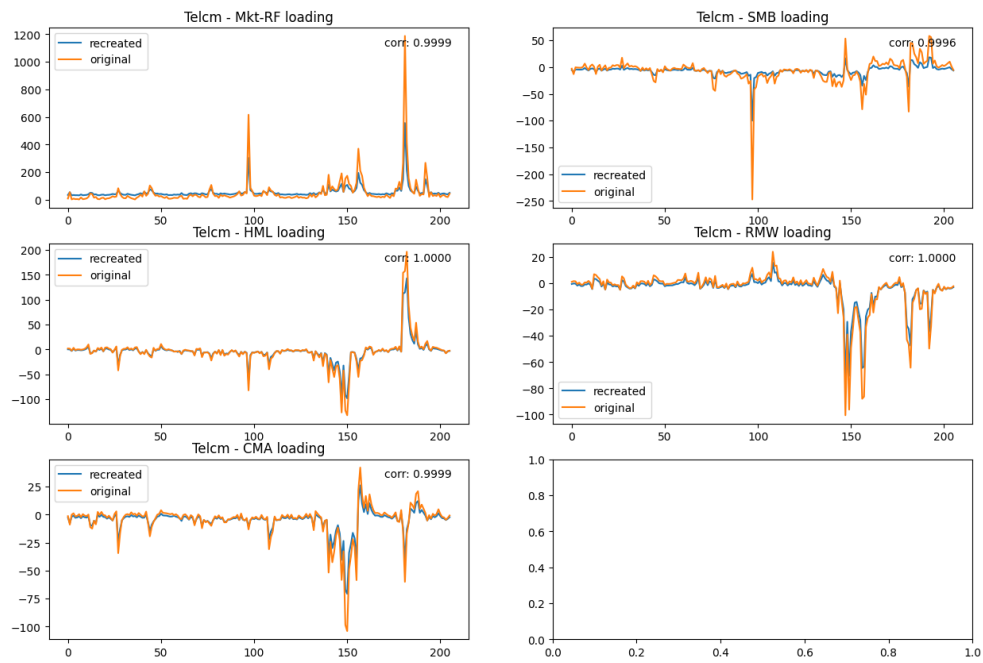 Telcm - Mkt-RF loading
corr: 0.9999
recreated
original
1200
1000
800
600
400
200
0
0 50 100 150 200
Telcm - SMB loading
corr: 0.9996
50
0
−50
−100
−150
−200
−250
recreated
original
0 50 100 150 200
Telcm - HML loading
corr: 1.0000
recreated
original
200
150
100
50
0
−50
−100
0 50 100 150 200
Telcm - RMW loading
corr: 1.0000
20
0
−20
−40
−60
−80
−100
recreated
original
0 50 100 150 200
Telcm - CMA loading
corr: 0.9999
recreated
original
25
0
−25
−50
−75
−100
0 50 100 150 200
1.0
0.8
0.6
0.4
0.2
0.0
0.0 0.2 0.4 0.6 0.8 1.0